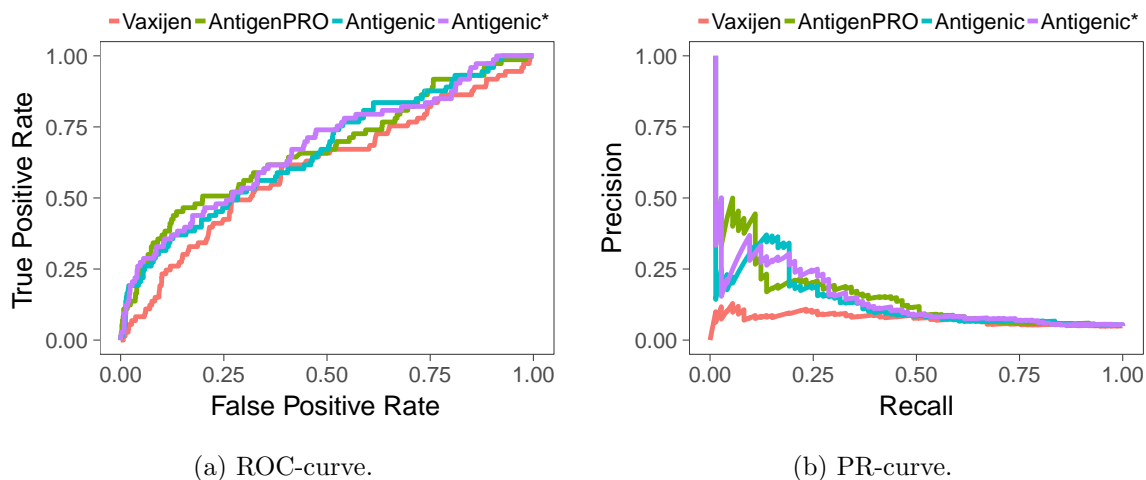 Vaxijen AntigenPRO Antigenic Antigenic*
1.00
0.75
0.50
0.25
0.00
True Positive Rate
0.00 0.25 0.50 0.75 1.00
False Positive Rate
(a) ROC-curve.
Vaxijen AntigenPRO Antigenic Antigenic*
1.00
0.75
0.50
0.25
0.00
Precision
0.00 0.25 0.50 0.75 1.00
Recall
(b) PR-curve.